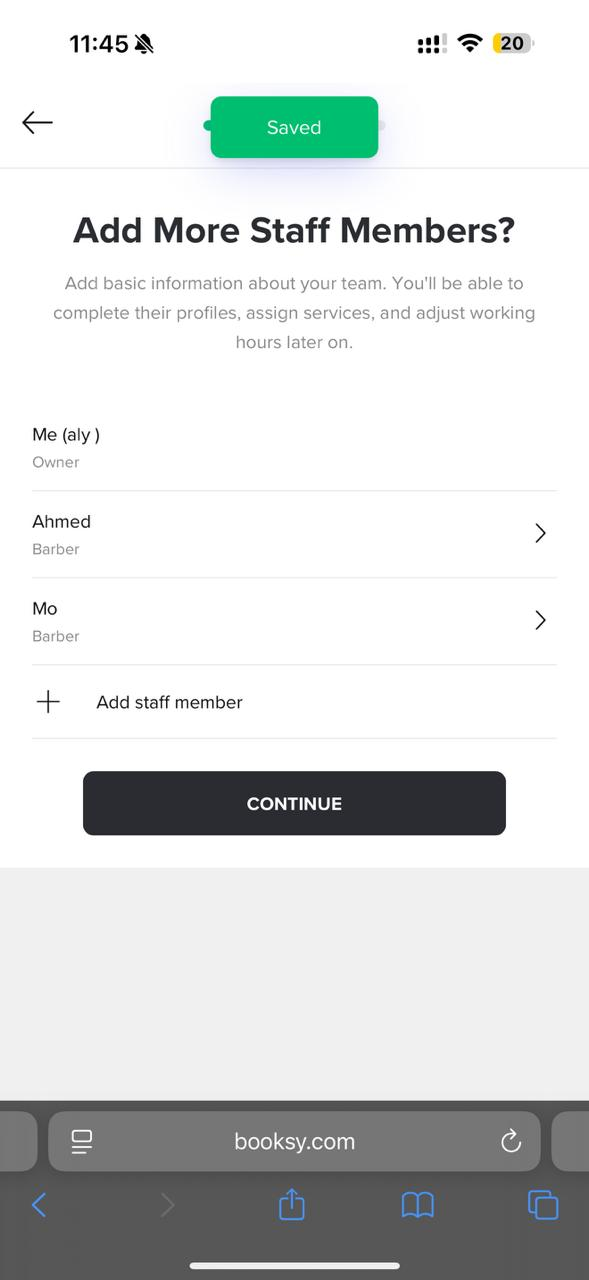 11:45
20
Saved
Add More Staff Members?
Add basic information about your team. You'll be able to
complete their profiles, assign services, and adjust working
hours later on.
Me (aly )
Owner
Ahmed
Barber
Mo
Barber
Add staff member
CONTINUE
booksy.com